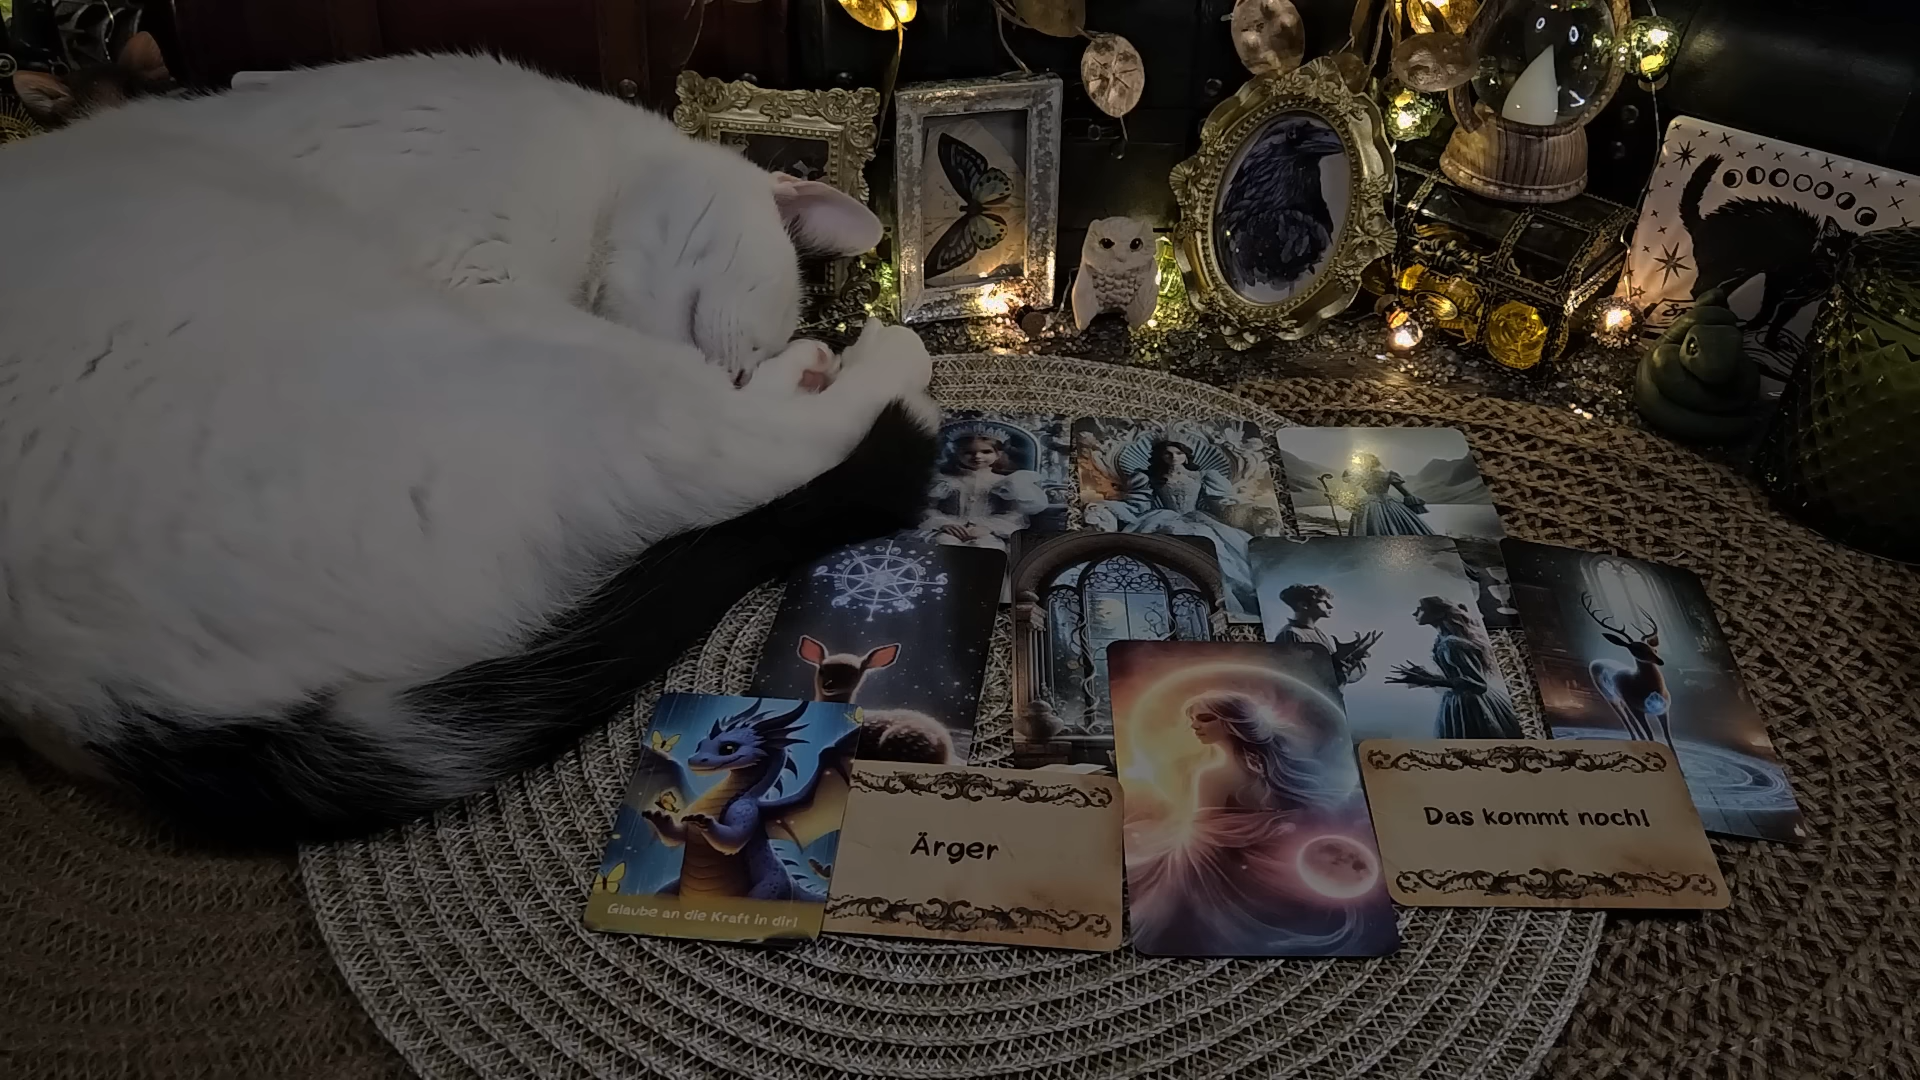 Glaube an die Kraft in dir!
Ärger
Das kommt noch!